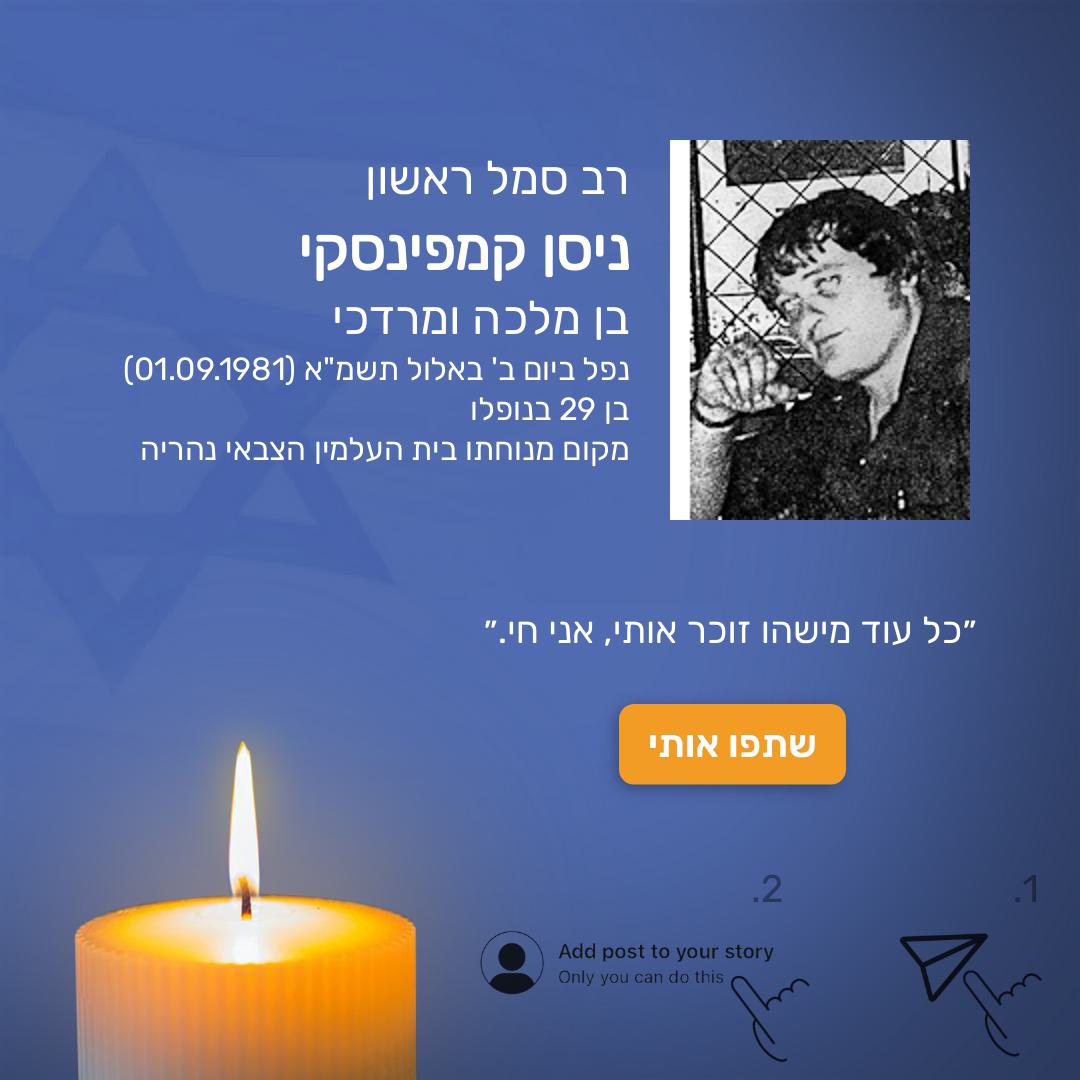 רב סמל ראשון
ניסן קמפינסקי
בן מלכה ומרדכי
נפל ביום ב' באלול תשמ"א (01.09.1981)
בן 29 בנופלו
מקום מנוחתו בית העלמין הצבאי נהריה
״כל עוד מישהו זוכר אותי, אני חי.״
שתפו אותי
.1
.2
Add post to your story
Only you can do this